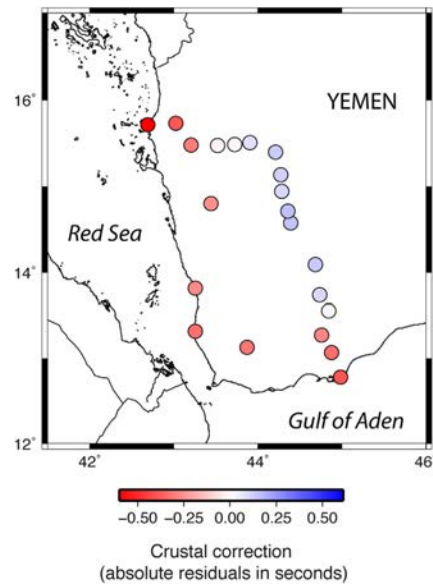 YEMEN
16˚
Red Sea
14˚
Gulf of Aden
12˚
42˚ 44˚ 46
−0.50 −0.25 0.00 0.25 0.50
Crustal correction
(absolute residuals in seconds)